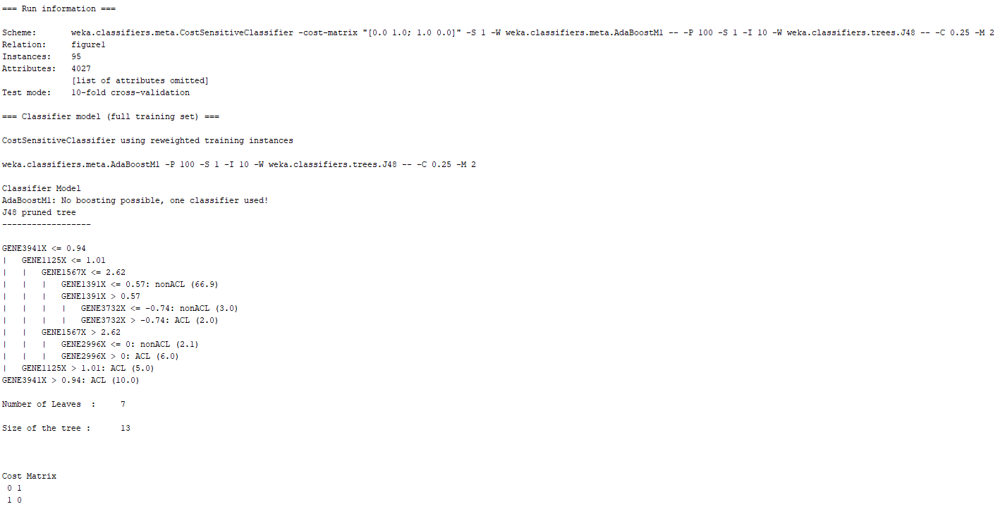 === Run information ===
Scheme:       weka.classifiers.meta.CostSensitiveClassifier -cost-matrix "[0.0 1.0; 1.0 0.0]" -S 1 -W weka.classifiers.meta.AdaBoostM1 -- -P 100 -S 1 -I 10 -W weka.classifiers.trees.J48 -- -C 0.25 -M 2
Relation:     figure1
Instances:    95
Attributes:   4027
              [list of attributes omitted]
Test mode:    10-fold cross-validation
=== Classifier model (full training set) ===
CostSensitiveClassifier using reweighted training instances
weka.classifiers.meta.AdaBoostM1 -P 100 -S 1 -I 10 -W weka.classifiers.trees.J48 -- -C 0.25 -M 2
Classifier Model
AdaBoostM1: No boosting possible, one classifier used!
J48 pruned tree
------------------
GENE3941X <= 0.94
|   GENE1125X <= 1.01
|   |   GENE1567X <= 2.62
|   |   |   GENE1391X <= 0.57: nonACL (66.9)
|   |   |   GENE1391X > 0.57
|   |   |   |   GENE3732X <= -0.74: nonACL (3.0)
|   |   |   |   GENE3732X > -0.74: ACL (2.0)
|   |   GENE1567X > 2.62
|   |   |   GENE2996X <= 0: nonACL (2.1)
|   |   |   GENE2996X > 0: ACL (6.0)
|   GENE1125X > 1.01: ACL (5.0)
GENE3941X > 0.94: ACL (10.0)
Number of Leaves  :     7
Size of the tree :      13
Cost Matrix
 0 1
 1 0